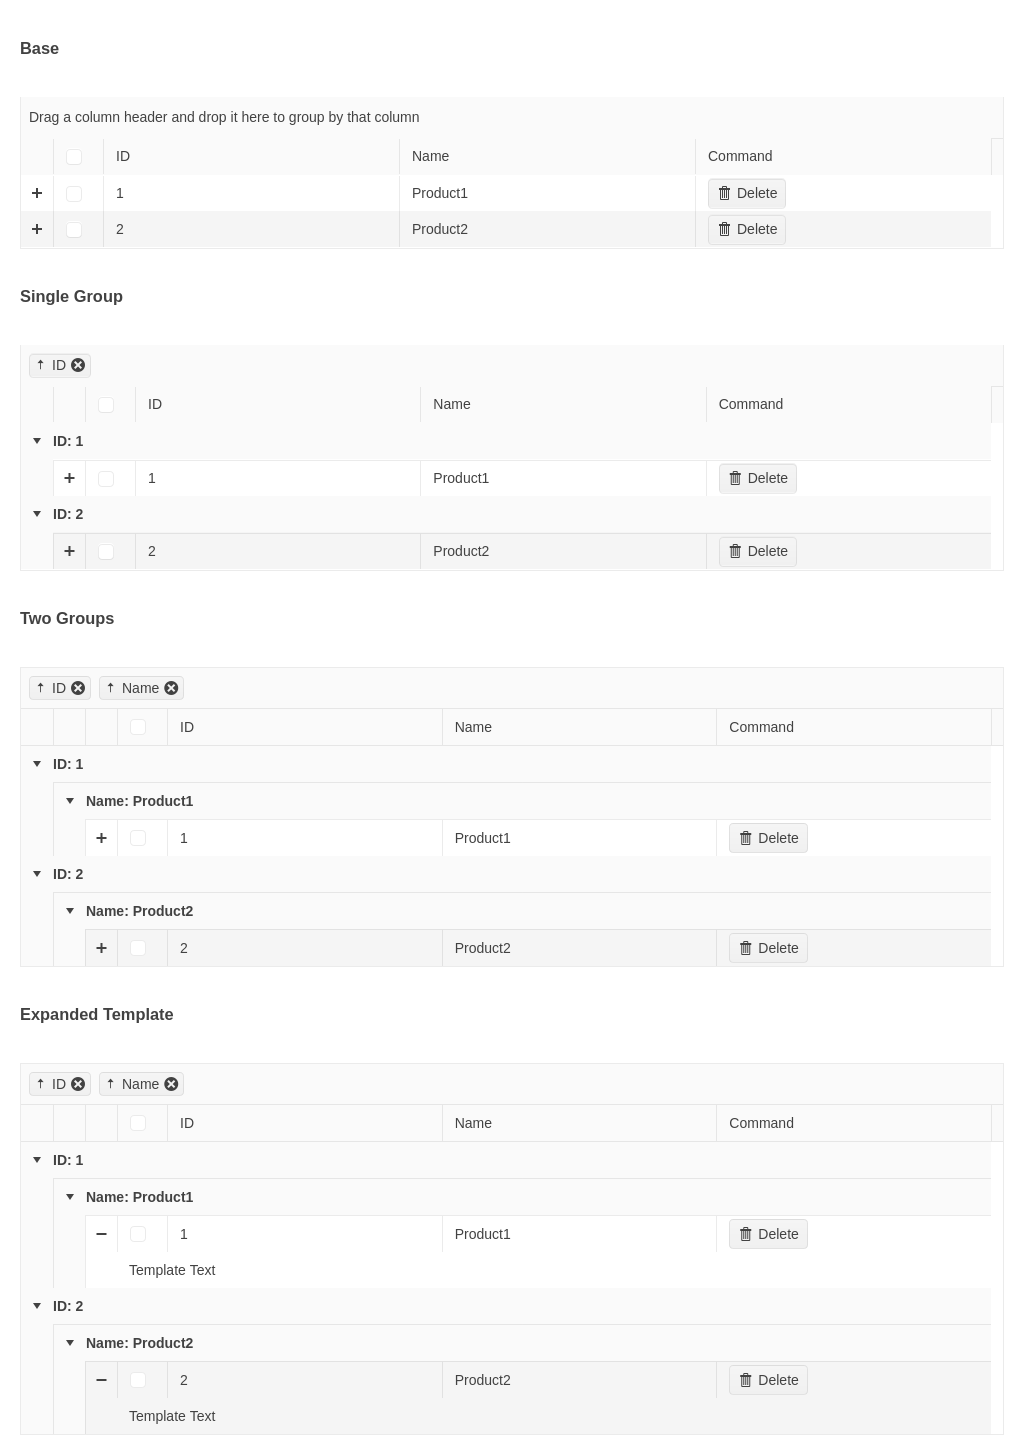 Base
Drag a column header and drop it here to group by that column
ID Name Command
1 Product1 Delete
2 Product2 Delete
Single Group
ID
ID Name Command
ID: 1
1 Product1 Delete
ID: 2
2 Product2 Delete
Two Groups
ID Name
ID Name Command
ID: 1
Name: Product1
1 Product1 Delete
ID: 2
Name: Product2
2 Product2 Delete
Expanded Template
ID Name
ID Name Command
ID: 1
Name: Product1
1 Product1 Delete
Template Text
ID: 2
Name: Product2
2 Product2 Delete
Template Text